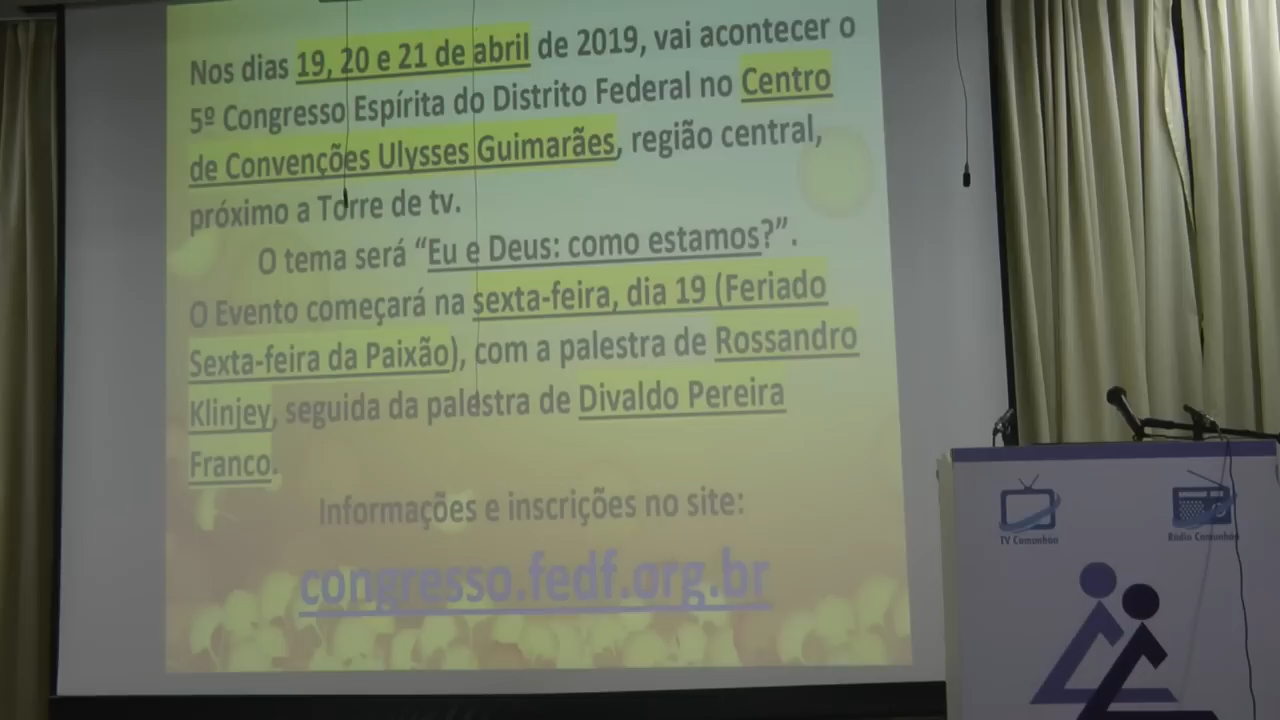 Nos dias 19, 20 e 21 de abril de 2019, vai acontecer o
5º Congresso Espírita do Distrito Federal no Centro
de Convenções Ulysses Guimarães, região central,
próximo a Torre de tv.
O tema será “Eu e Deus: como estamos?”.
O Evento começará na sexta-feira, dia 19 (Feriado
Sexta-feira da Paixão), com a palestra de Rossandro
Klinjey, seguida da palestra de Divaldo Pereira
Franco.
Informações e inscrições no site:
congresso.fedf.org.br
TV Comunhão
Rádio Comunhão